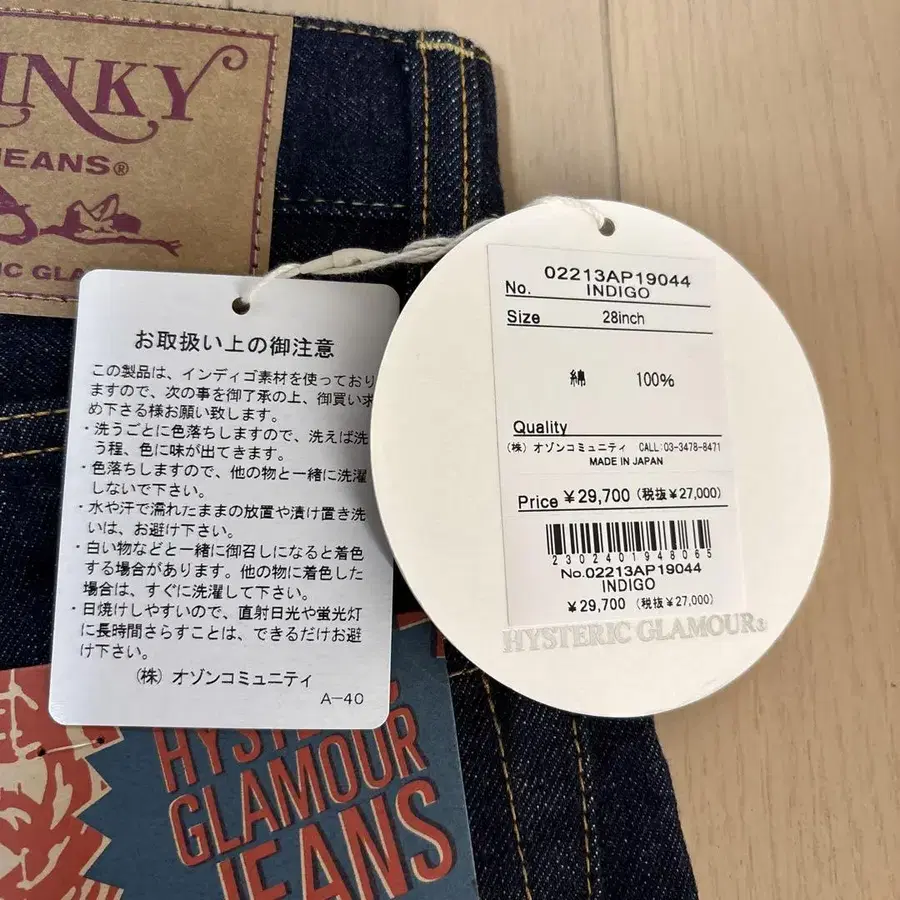 INKY
JEANS®
RIC GLA
お取扱い上の御注意
この製品は、インディゴ素材を使っており
ますので、次の事を御了承の上、御買い求
め下さる様お願い致します。
・洗うごとに色落ちしますので、洗えば洗
う程、色に味が出てきます。
・色落ちしますので、他の物と一緒に洗濯
しないで下さい。
・水や汗で濡れたままの放置や漬け置き洗
いは、お避け下さい。
・白い物などと一緒に御召しになると着色
する場合があります。他の物に着色した
場合は、すぐに洗濯して下さい。
・日焼けしやすいので、直射日光や蛍光灯
に長時間さらすことは、できるだけお避
け下さい。
(株) オゾンコミュニティ
A-40
02213AP19044
No. INDIGO
Size 28inch
綿 100%
Quality
(株) オゾンコミュニティ CALL:03-3478-8471
MADE IN JAPAN
Price ¥29,700 (税抜¥27,000)
2302401948065
No.02213AP19044
INDIGO
¥29,700 (税抜¥27,000)
HYSTERIC GLAMOUR®
HYSTERIC
GLAMOUR
JEANS